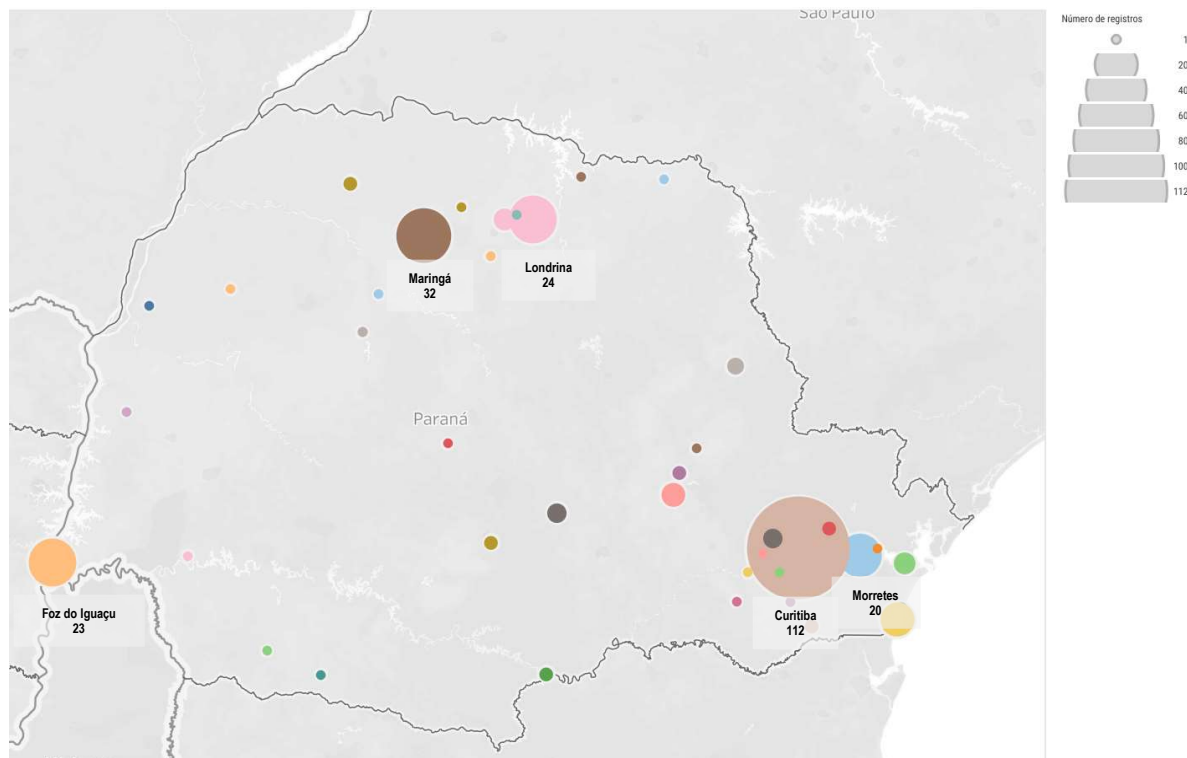 São Paulo
Número de registros
1
20
40
60
80
100
112
Maringá
32
Londrina
24
Paraná
Foz do Iguaçu
23
Morretes
20
Curitiba
112